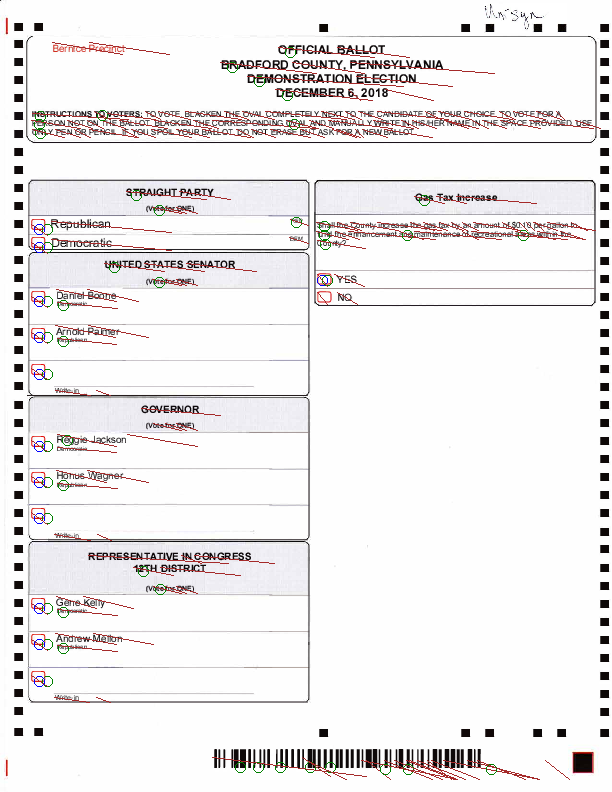 Un-syn
Bernice Precinct
OFFICIAL BALLOT
BRADFORD COUNTY, PENNSYLVANIA
DEMONSTRATION ELECTION
DECEMBER 6, 2018
INSTRUCTIONS TO VOTERS: TO VOTE, BLACKEN THE OVAL COMPLETELY NEXT TO THE CANDIDATE OF YOUR CHOICE. TO VOTE FOR A
PERSON NOT ON THE BALLOT, BLACKEN THE CORRESPONDING OVAL AND MANUALLY WRITE IN HIS/HER NAME IN THE SPACE PROVIDED. USE
ONLY PEN OR PENCIL. IF YOU SPOIL YOUR BALLOT, DO NOT ERASE BUT ASK FOR A NEW BALLOT.
STRAIGHT PARTY
(Vote for ONE)
Republican
Democratic DEM
UNITED STATES SENATOR
(Vote for ONE)
Daniel Boone
Democratic
Arnold Palmer
Republican
Write-in
GOVERNOR
(Vote for ONE)
Reggie Jackson
Democratic
Honus Wagner
Republican
Write-in
REPRESENTATIVE IN CONGRESS
12TH DISTRICT
(Vote for ONE)
Gene Kelly
Democratic
Andrew Mellon
Republican
Write-in
Gas Tax Increase
Shall the County increase the gas tax by an amount of $0.10 per gallon to
fund the enhancement and maintenance of recreational areas within the
county?
YES
NO